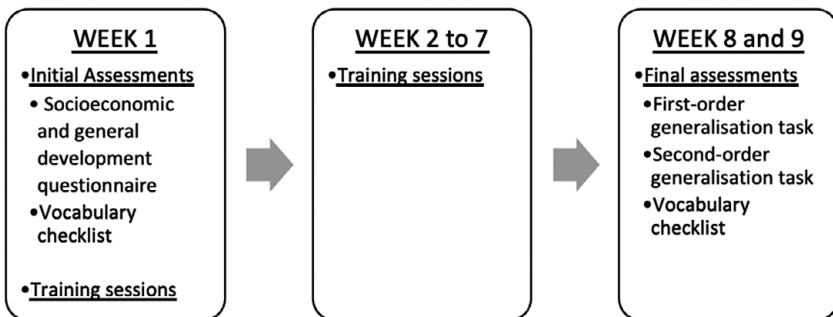 WEEK 1
•Initial Assessments
• Socioeconomic
and general
development
questionnaire
•Vocabulary
checklist
•Training sessions
WEEK 2 to 7
•Training sessions
WEEK 8 and 9
•Final assessments
•First-order
generalisation task
•Second-order
generalisation task
•Vocabulary
checklist